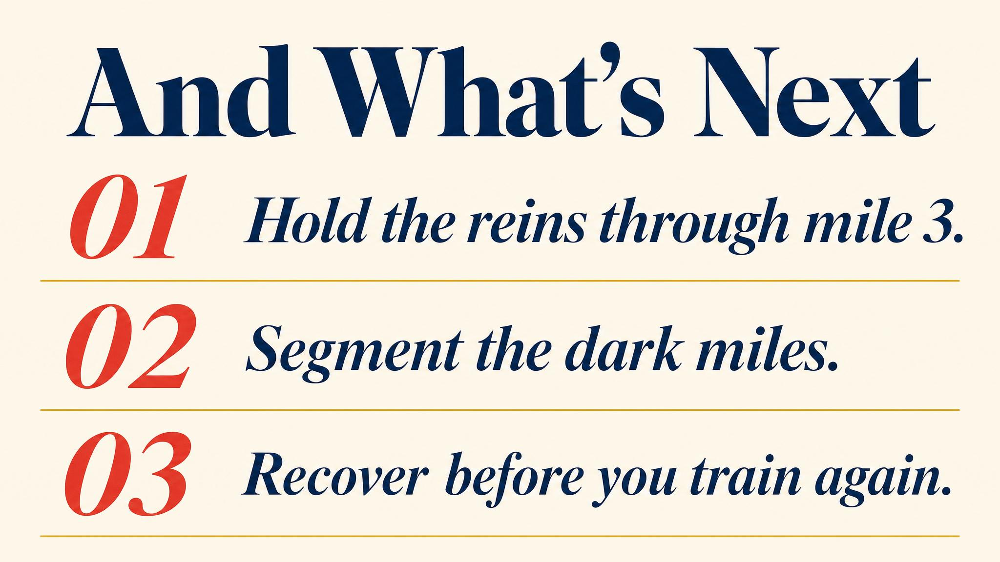 And What’s Next
01 Hold the reins through mile 3.
02 Segment the dark miles.
03 Recover before you train again.